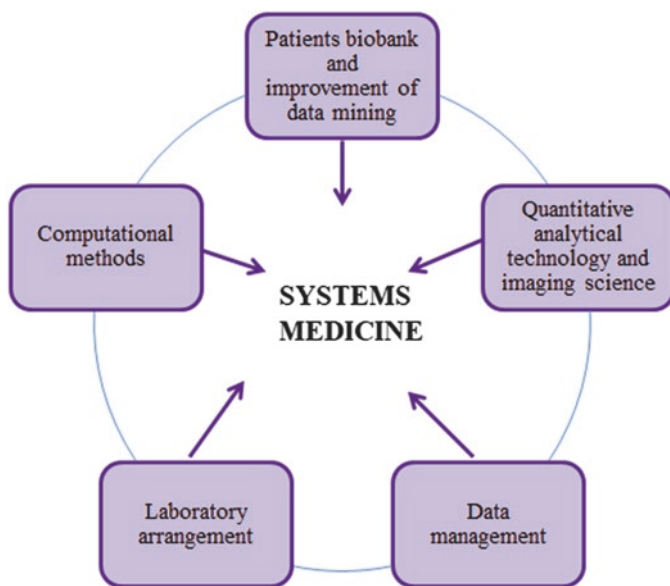 Patients biobank
and
improvement of
data mining
Computational
methods
Quantitative
analytical
technology and
imaging science
SYSTEMS
MEDICINE
Laboratory
arrangement
Data
management